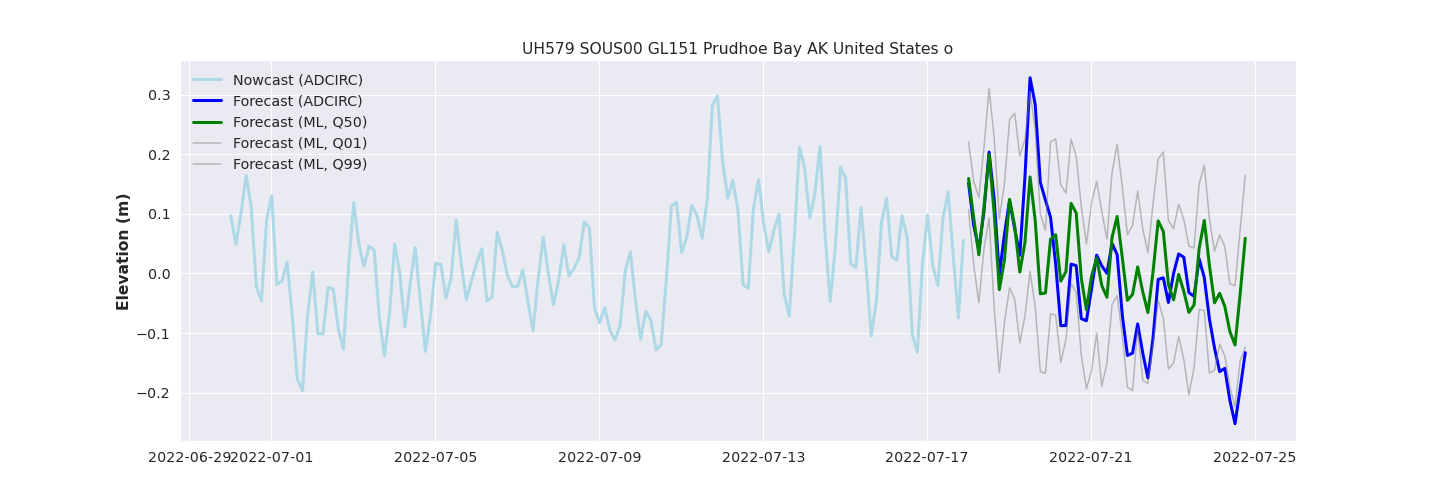 UH579 SOUS00 GL151 Prudhoe Bay AK United States o
Nowcast (ADCIRC)
Forecast (ADCIRC)
Forecast (ML, Q50)
Forecast (ML, Q01)
Forecast (ML, Q99)
Elevation (m)
0.3
0.2
0.1
0.0
−0.1
−0.2
2022-06-29 2022-07-01 2022-07-05 2022-07-09 2022-07-13 2022-07-17 2022-07-21 2022-07-25